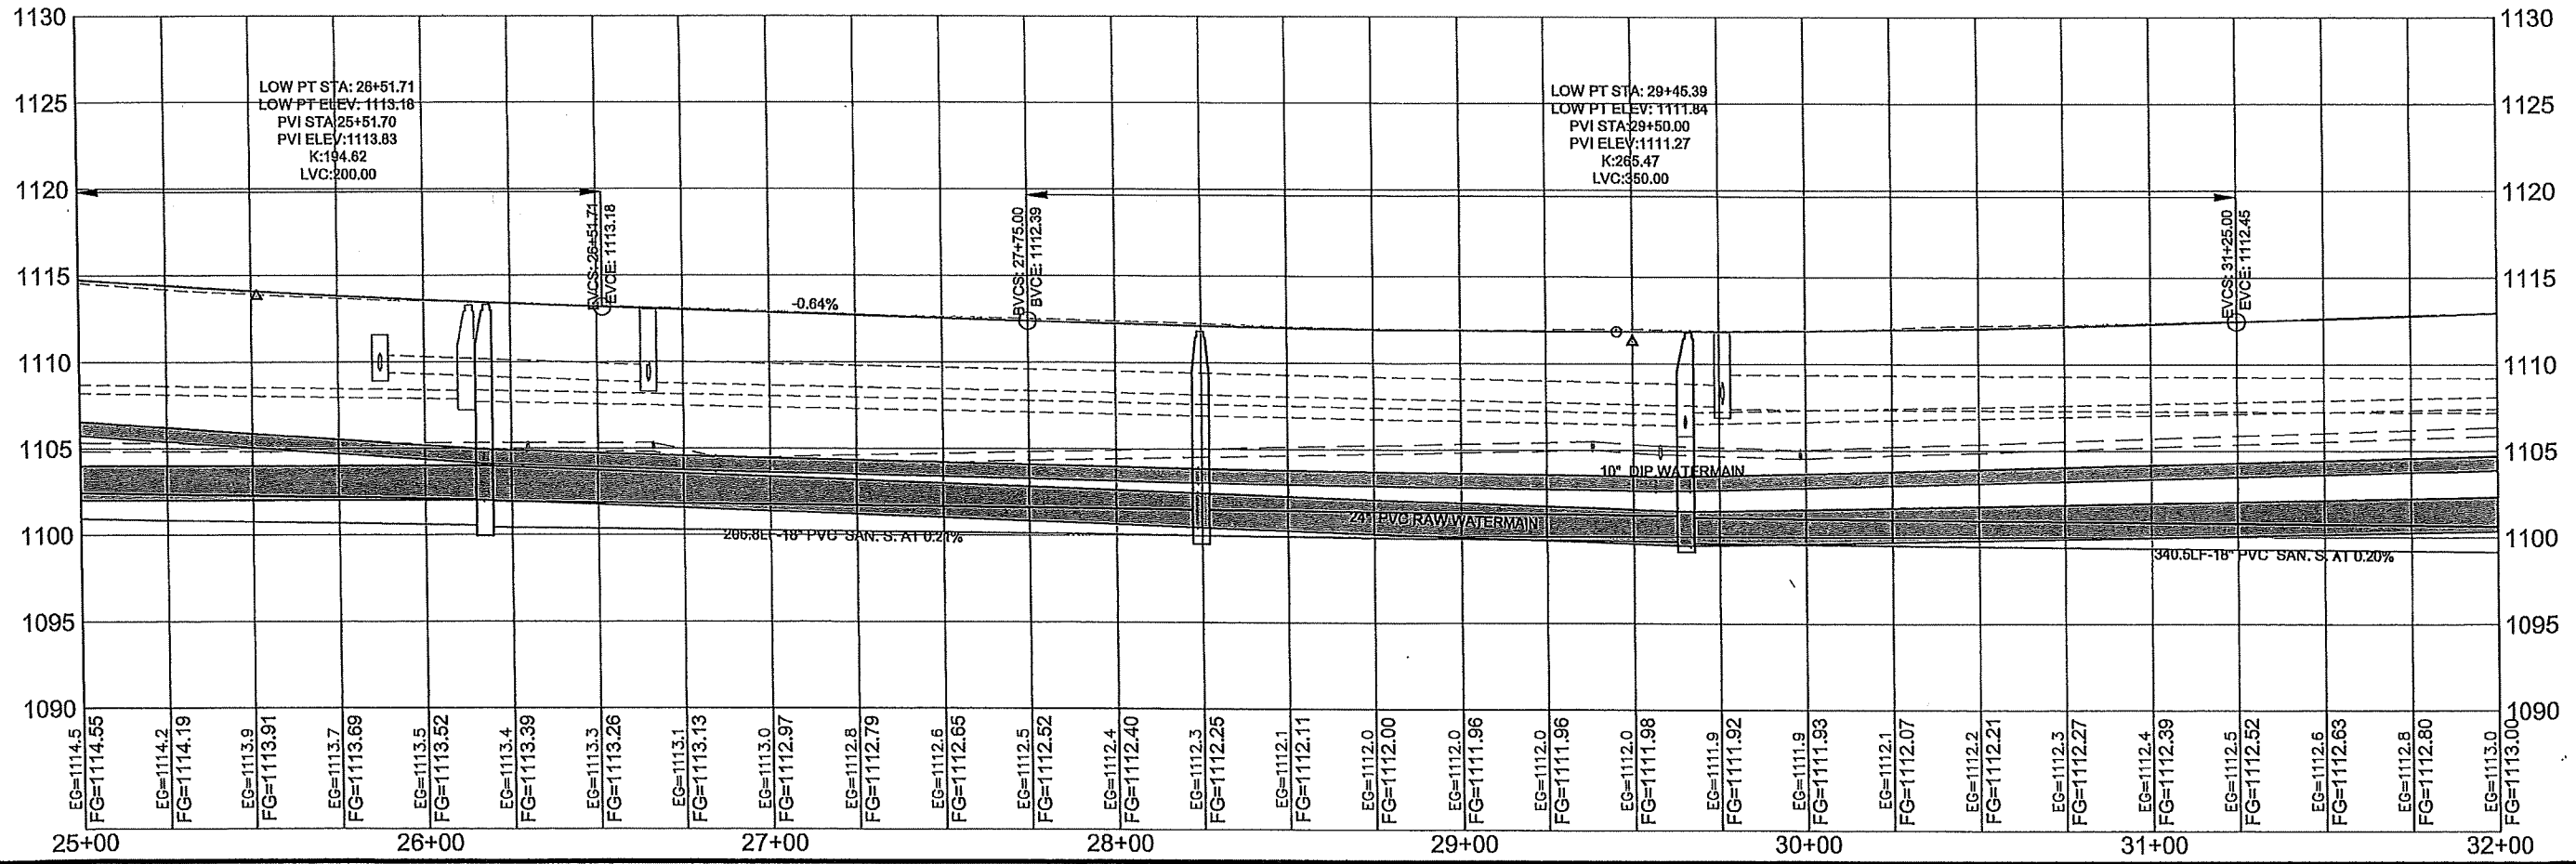 1130
1125
1120
1115
1110
1105
1100
1095
1090
1130
1125
1120
1115
1110
1105
1100
1095
1090
LOW PT STA: 26+51.71
LOW PT ELEV: 1113.18
PVI STA:25+51.70
PVI ELEV:1113.83
K:194.62
LVC:200.00
LOW PT STA: 29+45.39
LOW PT ELEV: 1111.84
PVI STA:29+50.00
PVI ELEV:1111.27
K:265.47
LVC:350.00
EVCS: 26+51.71
EVCE: 1113.18
BVCS: 27+75.00
BVCE: 1112.39
EVCS: 31+25.00
EVCE: 1112.45
-0.64%
10" DIP WATERMAIN
24" PVC RAW WATERMAIN
206.8LF-18" PVC SAN. S. AT 0.21%
340.5LF-18" PVC SAN. S. AT 0.20%
EG=1114.5
FG=1114.55
EG=1114.2
FG=1114.19
EG=1113.9
FG=1113.91
EG=1113.7
FG=1113.69
EG=1113.5
FG=1113.52
EG=1113.4
FG=1113.39
EG=1113.3
FG=1113.26
EG=1113.1
FG=1113.13
EG=1113.0
FG=1112.97
EG=1112.8
FG=1112.79
EG=1112.6
FG=1112.65
EG=1112.5
FG=1112.52
EG=1112.4
FG=1112.40
EG=1112.3
FG=1112.25
EG=1112.1
FG=1112.11
EG=1112.0
FG=1112.00
EG=1112.0
FG=1111.96
EG=1112.0
FG=1111.96
EG=1112.0
FG=1111.98
EG=1111.9
FG=1111.92
EG=1111.9
FG=1111.93
EG=1112.1
FG=1112.07
EG=1112.2
FG=1112.21
EG=1112.3
FG=1112.27
EG=1112.4
FG=1112.39
EG=1112.5
FG=1112.52
EG=1112.6
FG=1112.63
EG=1112.8
FG=1112.80
EG=1113.0
FG=1113.00
25+00
26+00
27+00
28+00
29+00
30+00
31+00
32+00